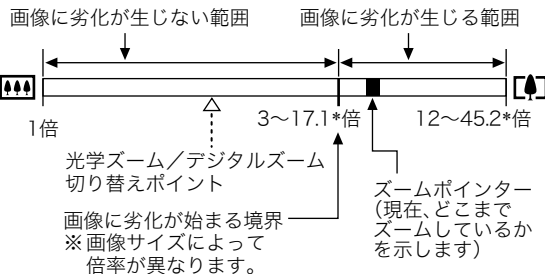 画像に劣化が生じない範囲
画像に劣化が生じる範囲
1倍
3〜17.1*倍
12〜45.2*倍
光学ズーム／デジタルズーム
切り替えポイント
画像に劣化が始まる境界
※画像サイズによって
倍率が異なります。
ズームポインター
（現在、どこまで
ズームしているか
を示します）